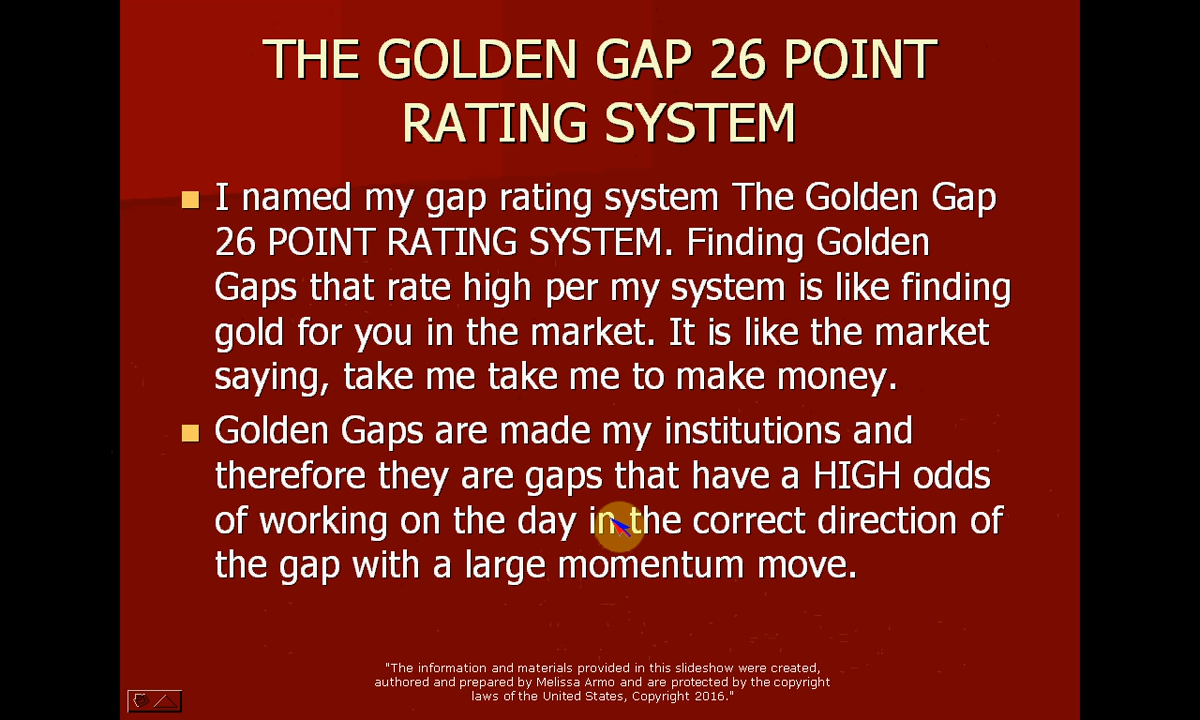 THE GOLDEN GAP 26 POINT
RATING SYSTEM
I named my gap rating system The Golden Gap
26 POINT RATING SYSTEM. Finding Golden
Gaps that rate high per my system is like finding
gold for you in the market. It is like the market
saying, take me take me to make money.
Golden Gaps are made my institutions and
therefore they are gaps that have a HIGH odds
of working on the day in the correct direction of
the gap with a large momentum move.
"The information and materials provided in this slideshow were created,
authored and prepared by Melissa Armo and are protected by the copyright
laws of the United States, Copyright 2016."